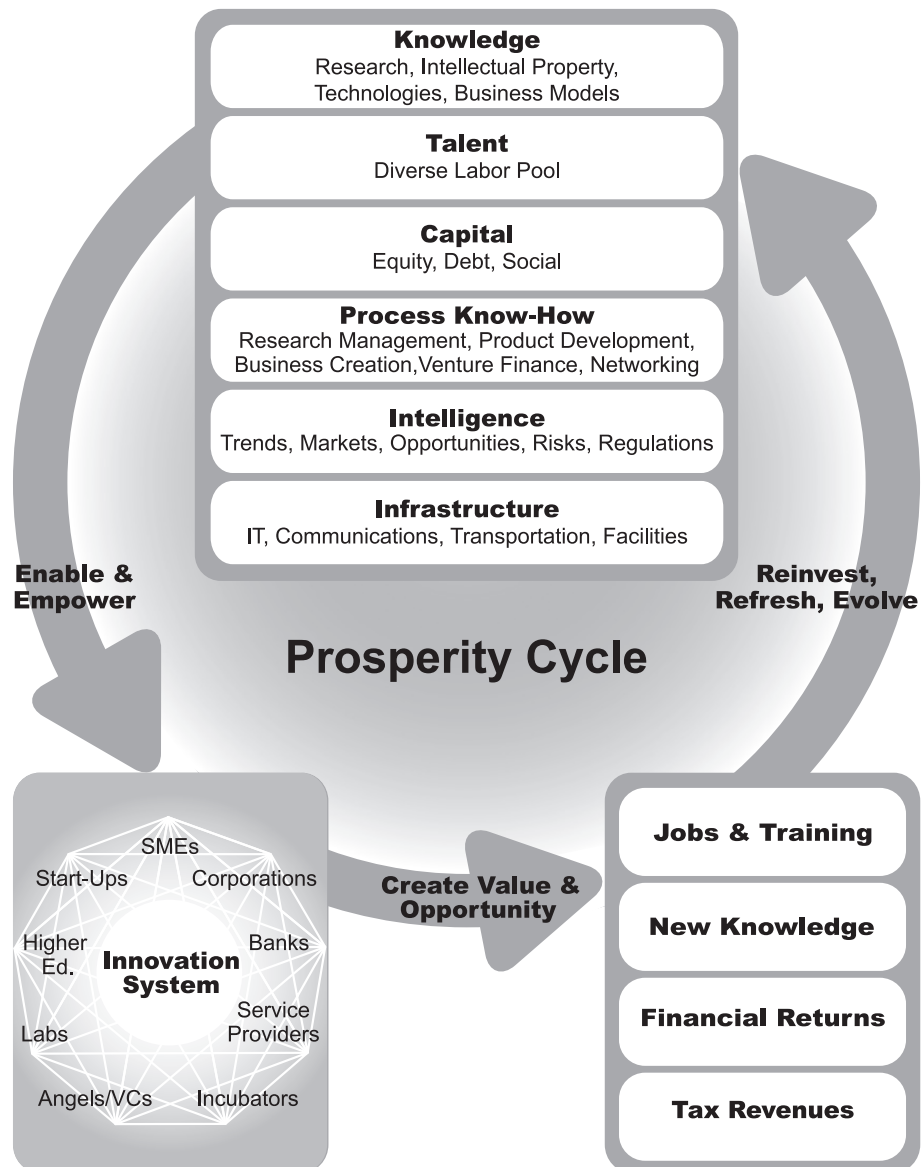 Knowledge
Research, Intellectual Property,
Technologies, Business Models
Talent
Diverse Labor Pool
Capital
Equity, Debt, Social
Process Know-How
Research Management, Product Development,
Business Creation,Venture Finance, Networking
Intelligence
Trends, Markets, Opportunities, Risks, Regulations
Infrastructure
IT, Communications, Transportation, Facilities
Enable &
Empower
Reinvest,
Refresh, Evolve
Prosperity Cycle
SMEs
Start-Ups
Corporations
Higher
Ed.
Banks
Innovation
System
Labs
Service
Providers
Angels/VCs
Incubators
Create Value &
Opportunity
Jobs & Training
New Knowledge
Financial Returns
Tax Revenues